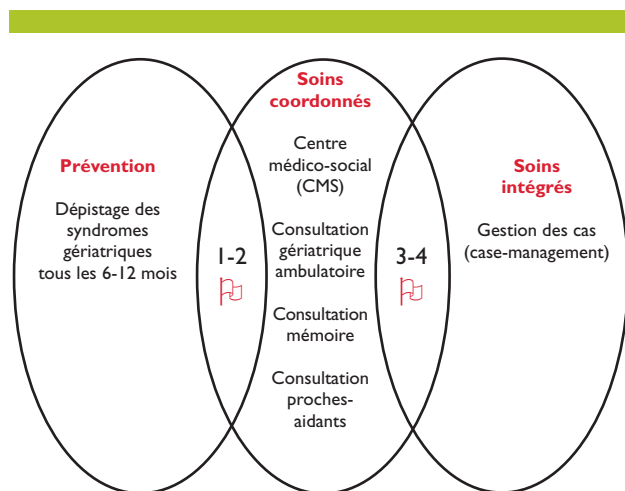 Prévention
Dépistage des
syndromes
gériatriques
tous les 6-12 mois
1-2
Soins
coordonnés
Centre
médico-social
(CMS)
Consultation
gériatrique
ambulatoire
Consultation
mémoire
Consultation
proches-
aidants
3-4
Soins
intégrés
Gestion des cas
(case-management)